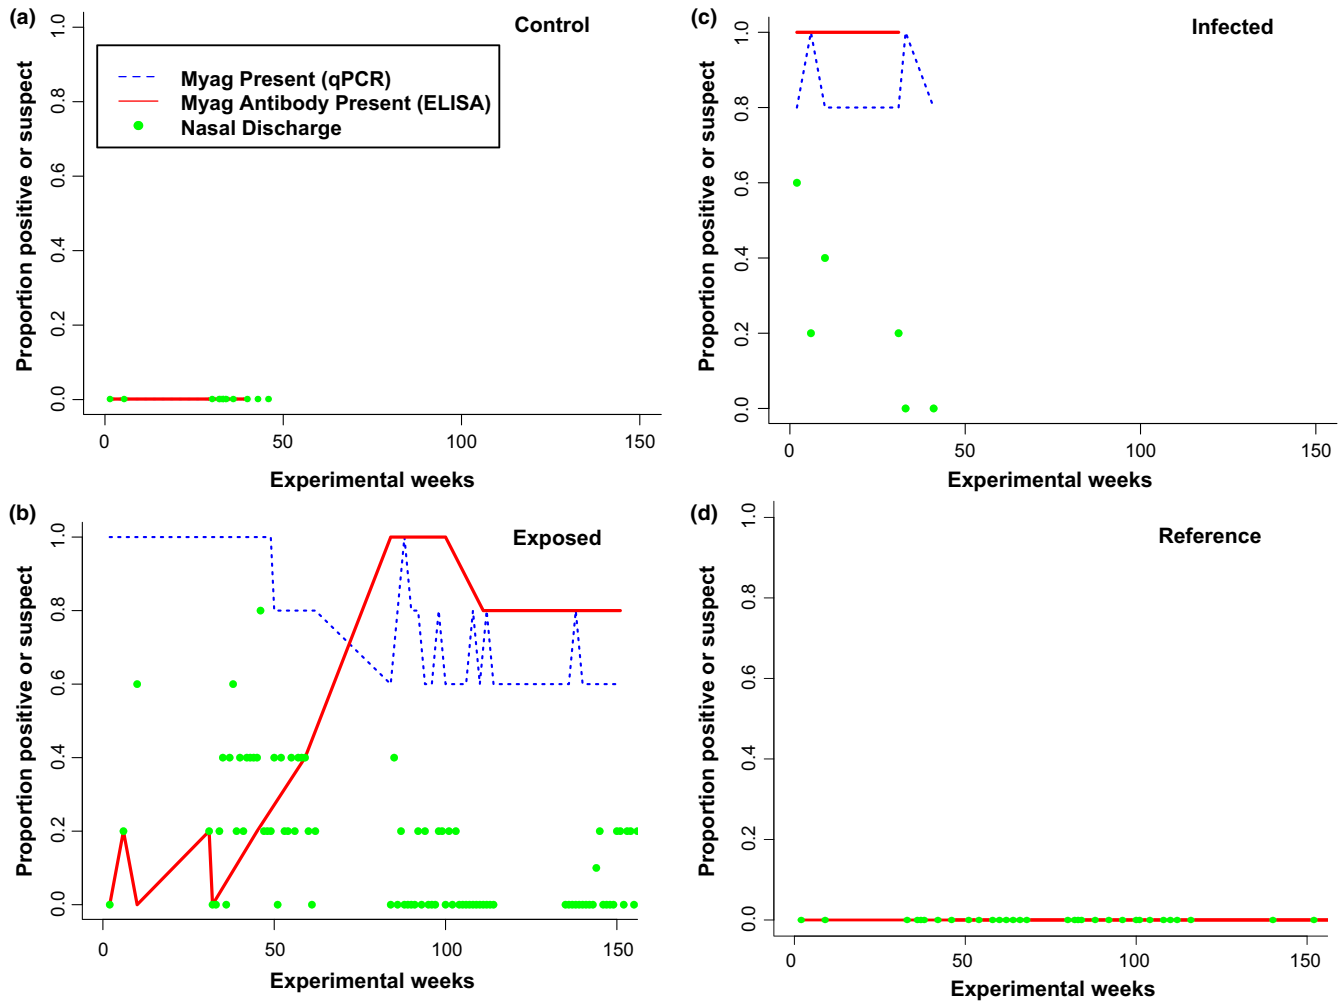 (a)
Control
Proportion positive or suspect
1.0
0.8
0.6
0.4
0.2
0.0
Myag Present (qPCR)
Myag Antibody Present (ELISA)
Nasal Discharge
0 50 100 150
Experimental weeks
(c)
Infected
Proportion positive or suspect
1.0
0.8
0.6
0.4
0.2
0.0
0 50 100 150
Experimental weeks
(b)
Exposed
Proportion positive or suspect
1.0
0.8
0.6
0.4
0.2
0.0
0 50 100 150
Experimental weeks
(d)
Reference
Proportion positive or suspect
1.0
0.8
0.6
0.4
0.2
0.0
0 50 100 150
Experimental weeks